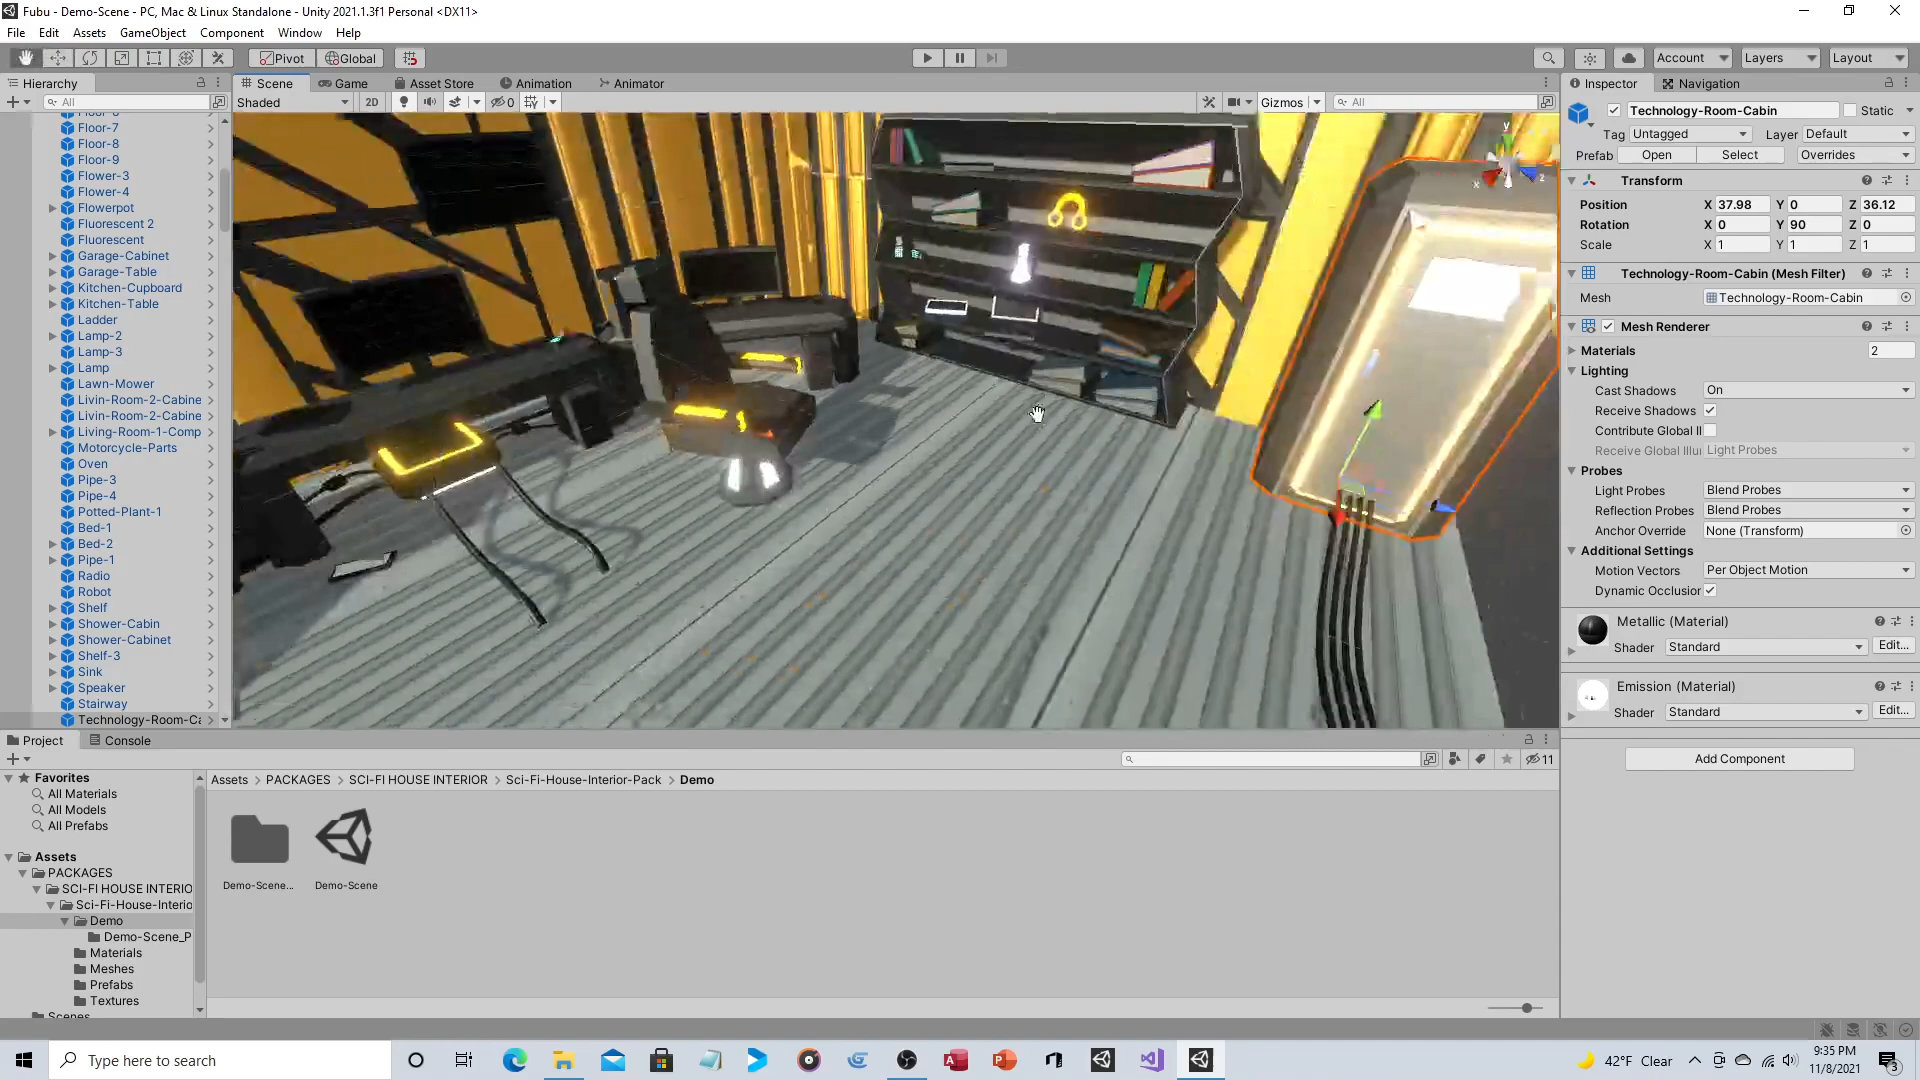 Fubu - Demo-Scene - PC, Mac & Linux Standalone - Unity 2021.1.3f1 Personal <DX11>
File Edit Assets GameObject Component Window Help
Pivot Global Account Layers Layout
Hierarchy Scene Game Asset Store Animation Animator Inspector Navigation
All Shaded 2D 0 Gizmos All
Technology-Room-Cabin Static
Tag Untagged Layer Default
Prefab Open Select Overrides
Transform
Position X 37.98 Y 0 Z 36.12
Rotation X 0 Y 90 Z 0
Scale X 1 Y 1 Z 1
Technology-Room-Cabin (Mesh Filter)
Mesh Technology-Room-Cabin
Mesh Renderer
Materials 2
Lighting
Cast Shadows On
Receive Shadows
Contribute Global Il
Receive Global Illur Light Probes
Probes
Light Probes Blend Probes
Reflection Probes Blend Probes
Anchor Override None (Transform)
Additional Settings
Motion Vectors Per Object Motion
Dynamic Occlusior
Metallic (Material)
Shader Standard Edit...
Emission (Material)
Shader Standard Edit...
Add Component
Floor-7
Floor-8
Floor-9
Flower-3
Flower-4
Flowerpot
Fluorescent 2
Fluorescent
Garage-Cabinet
Garage-Table
Kitchen-Cupboard
Kitchen-Table
Ladder
Lamp-2
Lamp-3
Lamp
Lawn-Mower
Livin-Room-2-Cabine
Livin-Room-2-Cabine
Living-Room-1-Comp
Motorcycle-Parts
Oven
Pipe-3
Pipe-4
Potted-Plant-1
Bed-1
Bed-2
Pipe-1
Radio
Robot
Shelf
Shower-Cabin
Shower-Cabinet
Shelf-3
Sink
Speaker
Stairway
Technology-Room-Ca
y
x
z
Project Console
11
Favorites
All Materials
All Models
All Prefabs
Assets
PACKAGES
SCI-FI HOUSE INTERIO
Sci-Fi-House-Interio
Demo
Demo-Scene_P
Materials
Meshes
Prefabs
Textures
Scenes
Assets > PACKAGES > SCI-FI HOUSE INTERIOR > Sci-Fi-House-Interior-Pack > Demo
Demo-Scene... Demo-Scene
Type here to search
42°F Clear
9:35 PM
11/8/2021
3